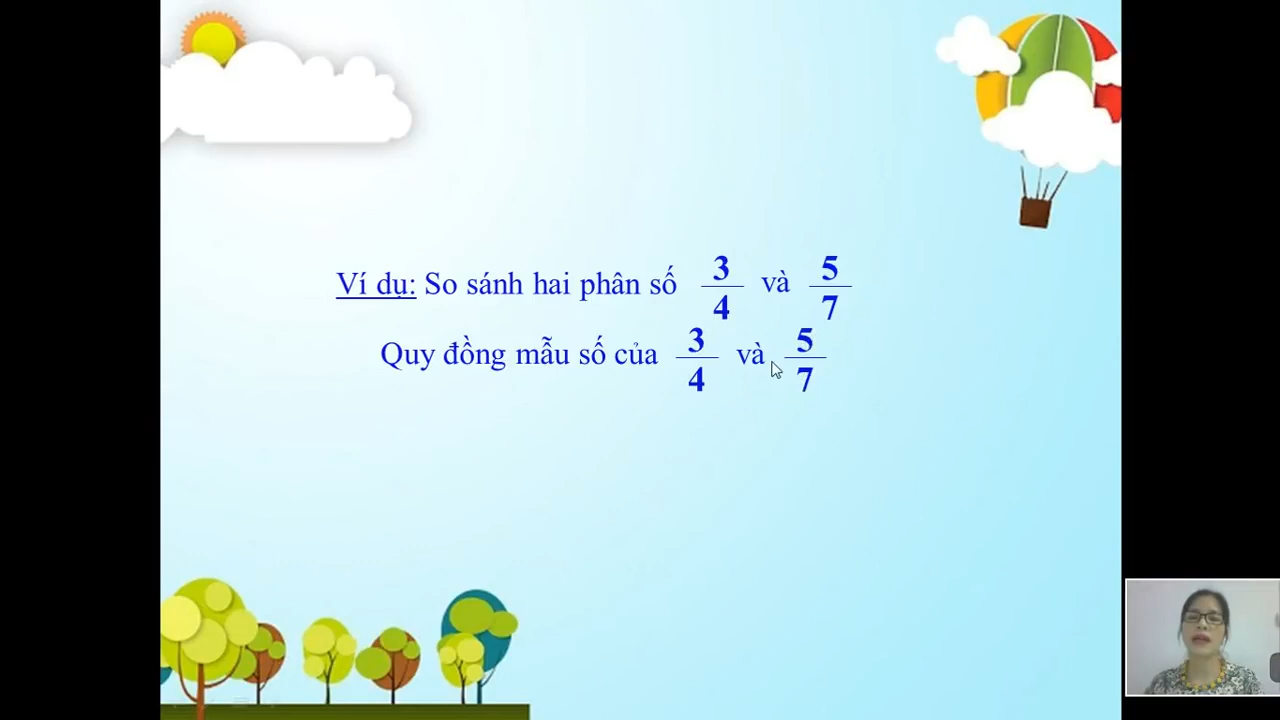 Ví dụ: So sánh hai phân số 3/4 và 5/7
Quy đồng mẫu số của 3/4 và 5/7